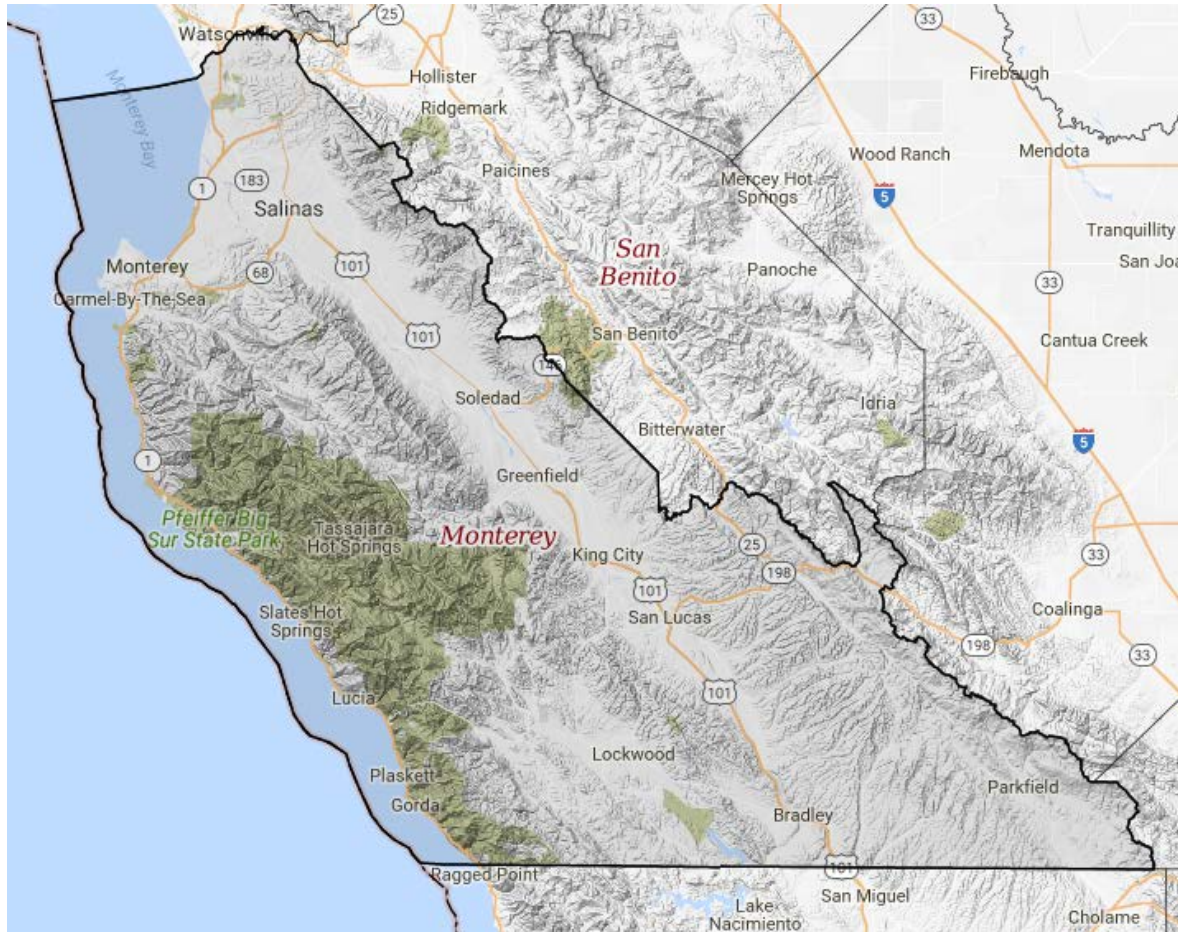 25
33
Watsonville
Hollister
Firebaugh
Ridgemark
Monterey Bay
Wood Ranch
Mendota
Paicines
Mercey Hot
Springs
1
183
5
Salinas
Tranquillity
San
Benito
San Joa
Monterey
68
101
Panoche
33
Carmel-By-The-Sea
101
San Benito
Cantua Creek
146
Soledad
Idria
Bitterwater
5
1
Greenfield
Pfeiffer Big
Sur State Park
Tassajara
Hot Springs
Monterey
King City
25
33
198
101
Slates Hot
Springs
San Lucas
Coalinga
198
33
101
Lucia
Lockwood
Plaskett
Parkfield
Gorda
Bradley
101
Ragged Point
San Miguel
Lake
Nacimiento
Cholame